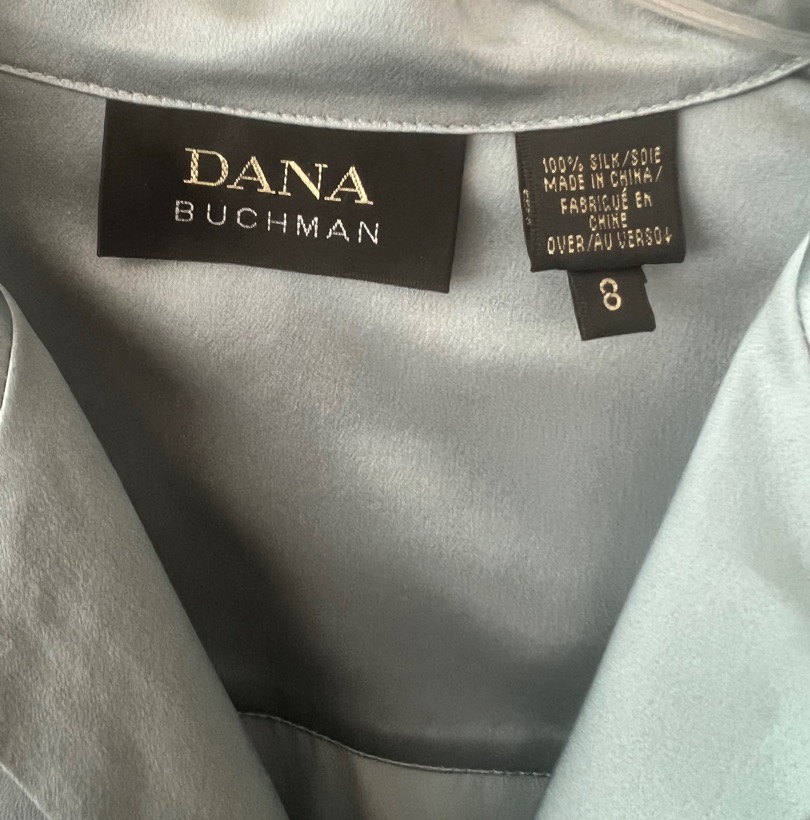 DANA
BUCHMAN
100% SILK/SOIE
MADE IN CHINA/
FABRIQUÉ EN
CHINE
OVER/AU VERSO↓
8